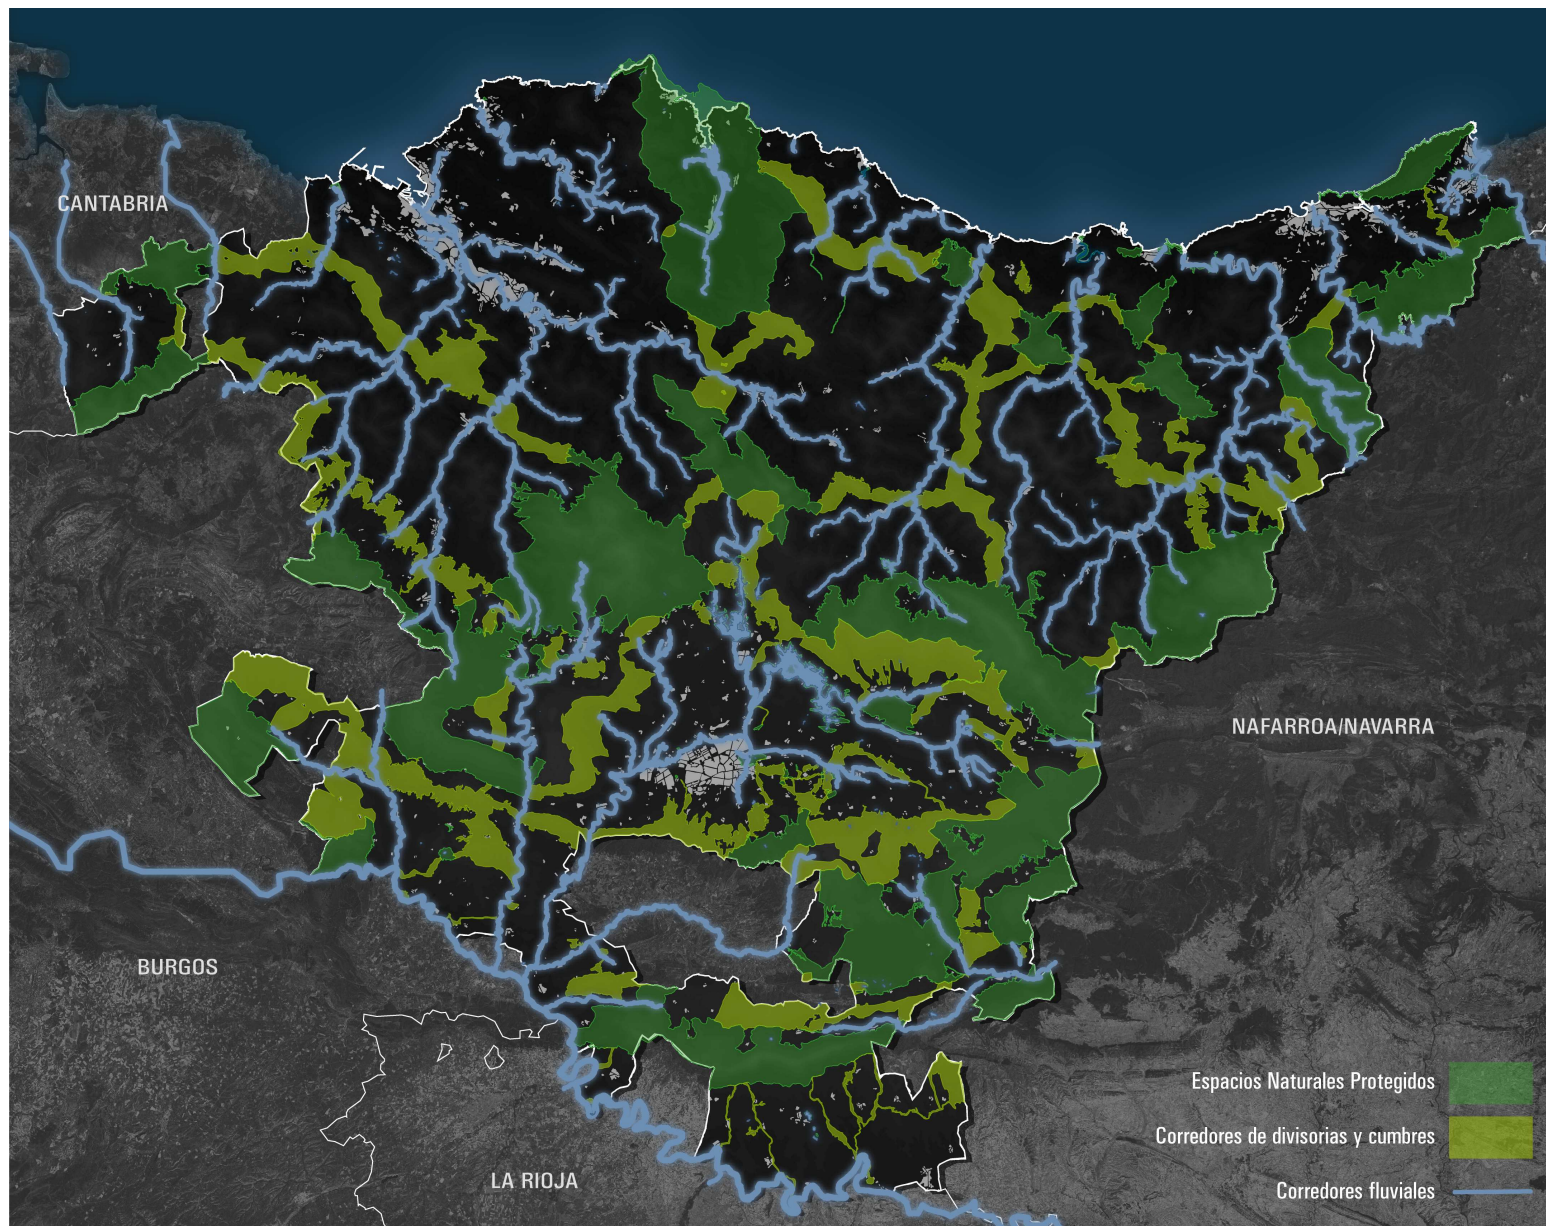 CANTABRIA
NAFARROA/NAVARRA
BURGOS
LA RIOJA
Espacios Naturales Protegidos
Corredores de divisorias y cumbres
Corredores fluviales